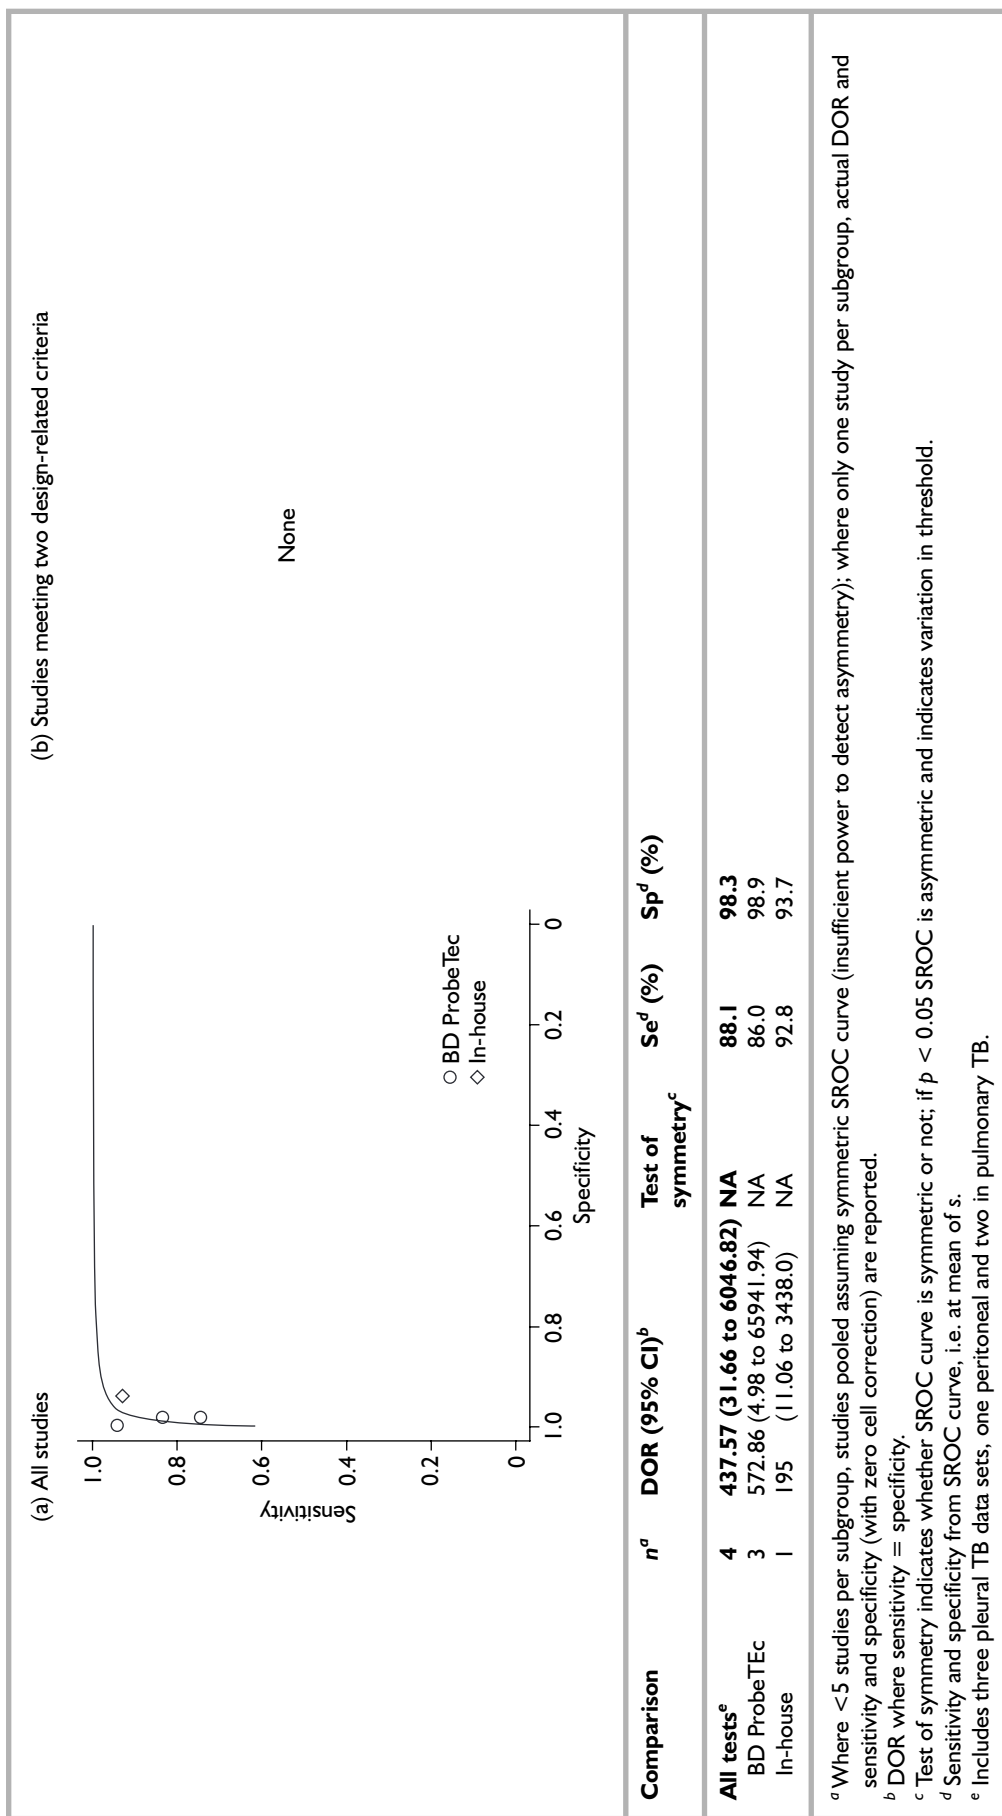 (a) All studies
1.0
0.8
0.6
0.4
0.2
0
Sensitivity
1.0 0.8 0.6 0.4 0.2 0
Specificity
BD ProbeTec
In-house
(b) Studies meeting two design-related criteria
None
Comparison nᵃ DOR (95% CI)ᵇ Test of symmetryᶜ Seᵈ (%) Spᵈ (%)
All testsᵉ 4 437.57 (31.66 to 6046.82) NA 88.1 98.3
BD ProbeTEc 3 572.86 (4.98 to 65941.94) NA 86.0 98.9
In-house 1 195 (11.06 to 3438.0) NA 92.8 93.7
ᵃ Where <5 studies per subgroup, studies pooled assuming symmetric SROC curve (insufficient power to detect asymmetry); where only one study per subgroup, actual DOR and
sensitivity and specificity (with zero cell correction) are reported.
ᵇ DOR where sensitivity = specificity.
ᶜ Test of symmetry indicates whether SROC curve is symmetric or not; if p < 0.05 SROC is asymmetric and indicates variation in threshold.
ᵈ Sensitivity and specificity from SROC curve, i.e. at mean of s.
ᵉ Includes three pleural TB data sets, one peritoneal and two in pulmonary TB.